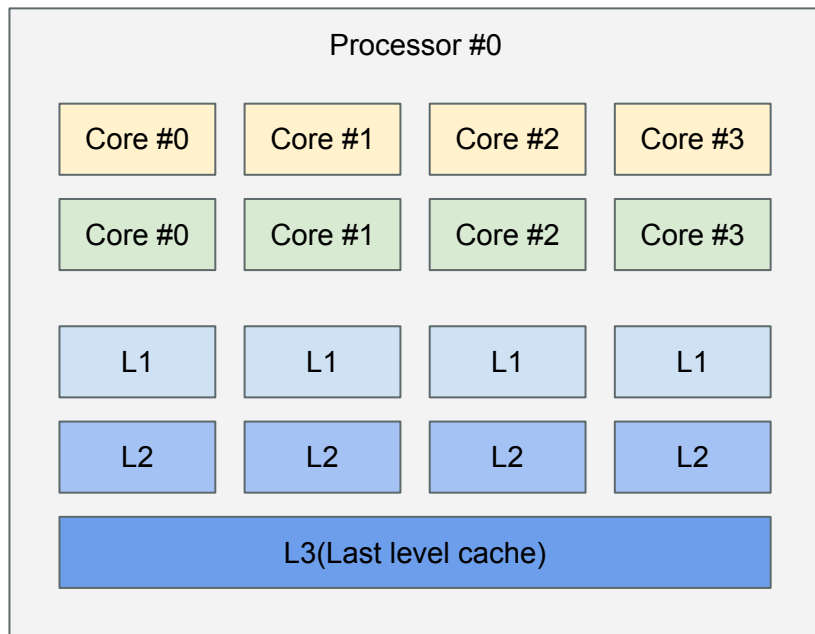 Processor #0
Core #0 Core #1 Core #2 Core #3
Core #0 Core #1 Core #2 Core #3
L1 L1 L1 L1
L2 L2 L2 L2
L3(Last level cache)